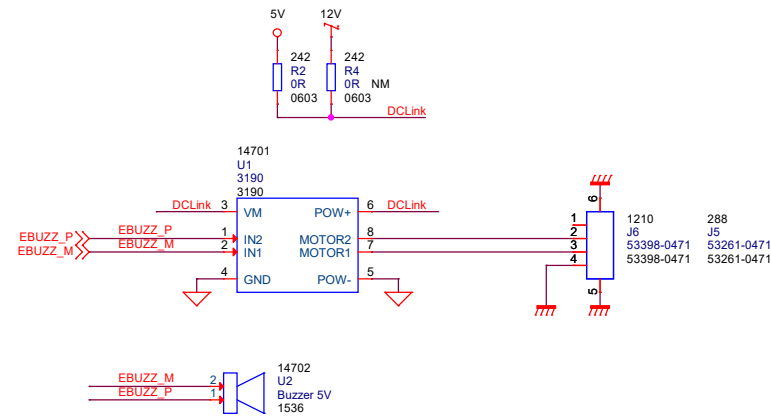 5V 12V
242 242
R2 R4
0R 0R NM
0603 0603
DCLink
14701
U1
3190
3190
DCLink 3 VM POW+ 6 DCLink
EBUZZ_P EBUZZ_P 1 IN2 MOTOR2 8
EBUZZ_M EBUZZ_M 2 IN1 MOTOR1 7
4 GND POW- 5
6
1
2
3
4
5
1210 288
J6 J5
53398-0471 53261-0471
53398-0471 53261-0471
14702
EBUZZ_M 2 U2
EBUZZ_P 1 Buzzer 5V
1536